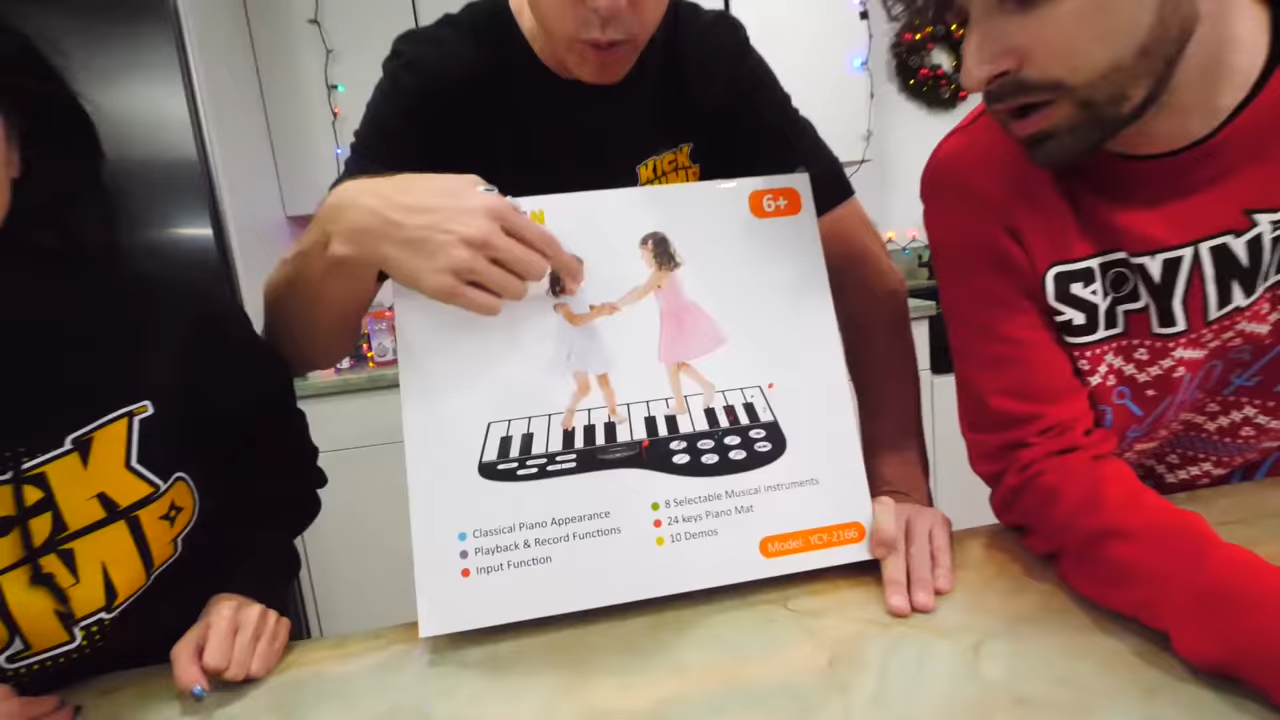 KICK
6+
SPY
Classical Piano Appearance
Playback & Record Functions
Input Function
8 Selectable Musical Instruments
24 keys Piano Mat
10 Demos
Model: YCY-2166